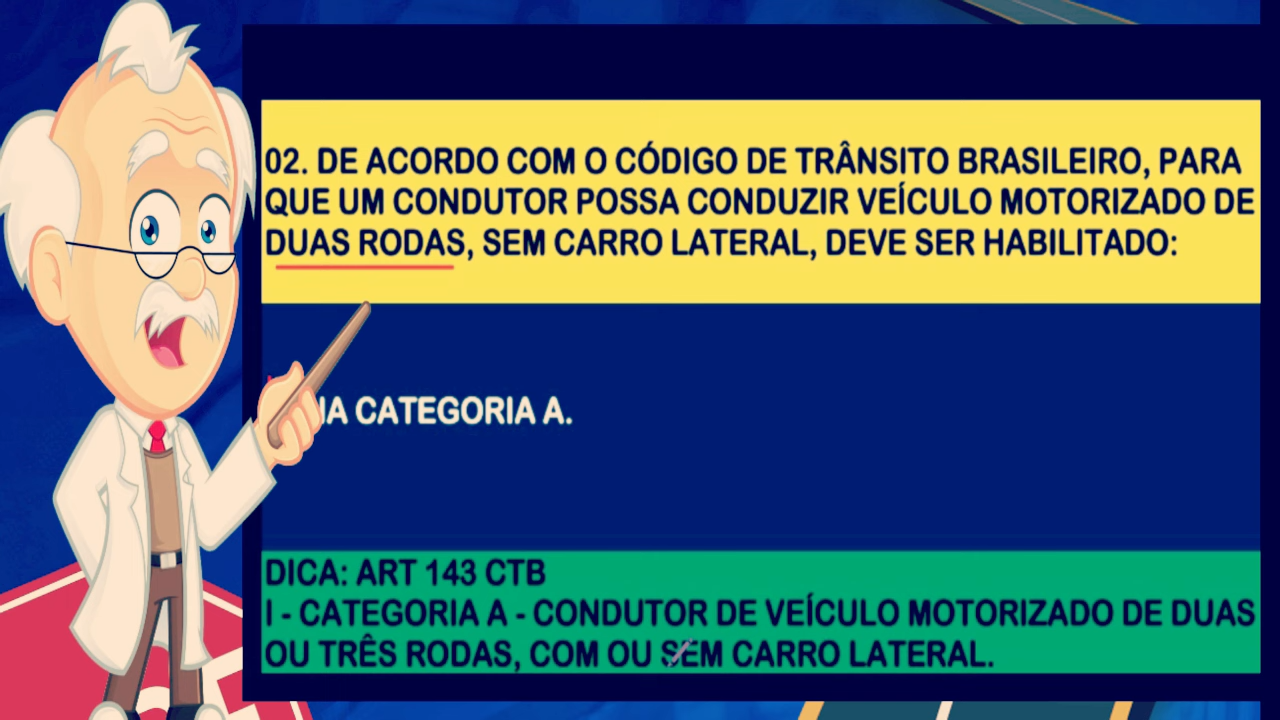 02. DE ACORDO COM O CÓDIGO DE TRÂNSITO BRASILEIRO, PARA
QUE UM CONDUTOR POSSA CONDUZIR VEÍCULO MOTORIZADO DE
DUAS RODAS, SEM CARRO LATERAL, DEVE SER HABILITADO:
CATEGORIA A.
DICA: ART 143 CTB
I - CATEGORIA A - CONDUTOR DE VEÍCULO MOTORIZADO DE DUAS
OU TRÊS RODAS, COM OU SEM CARRO LATERAL.